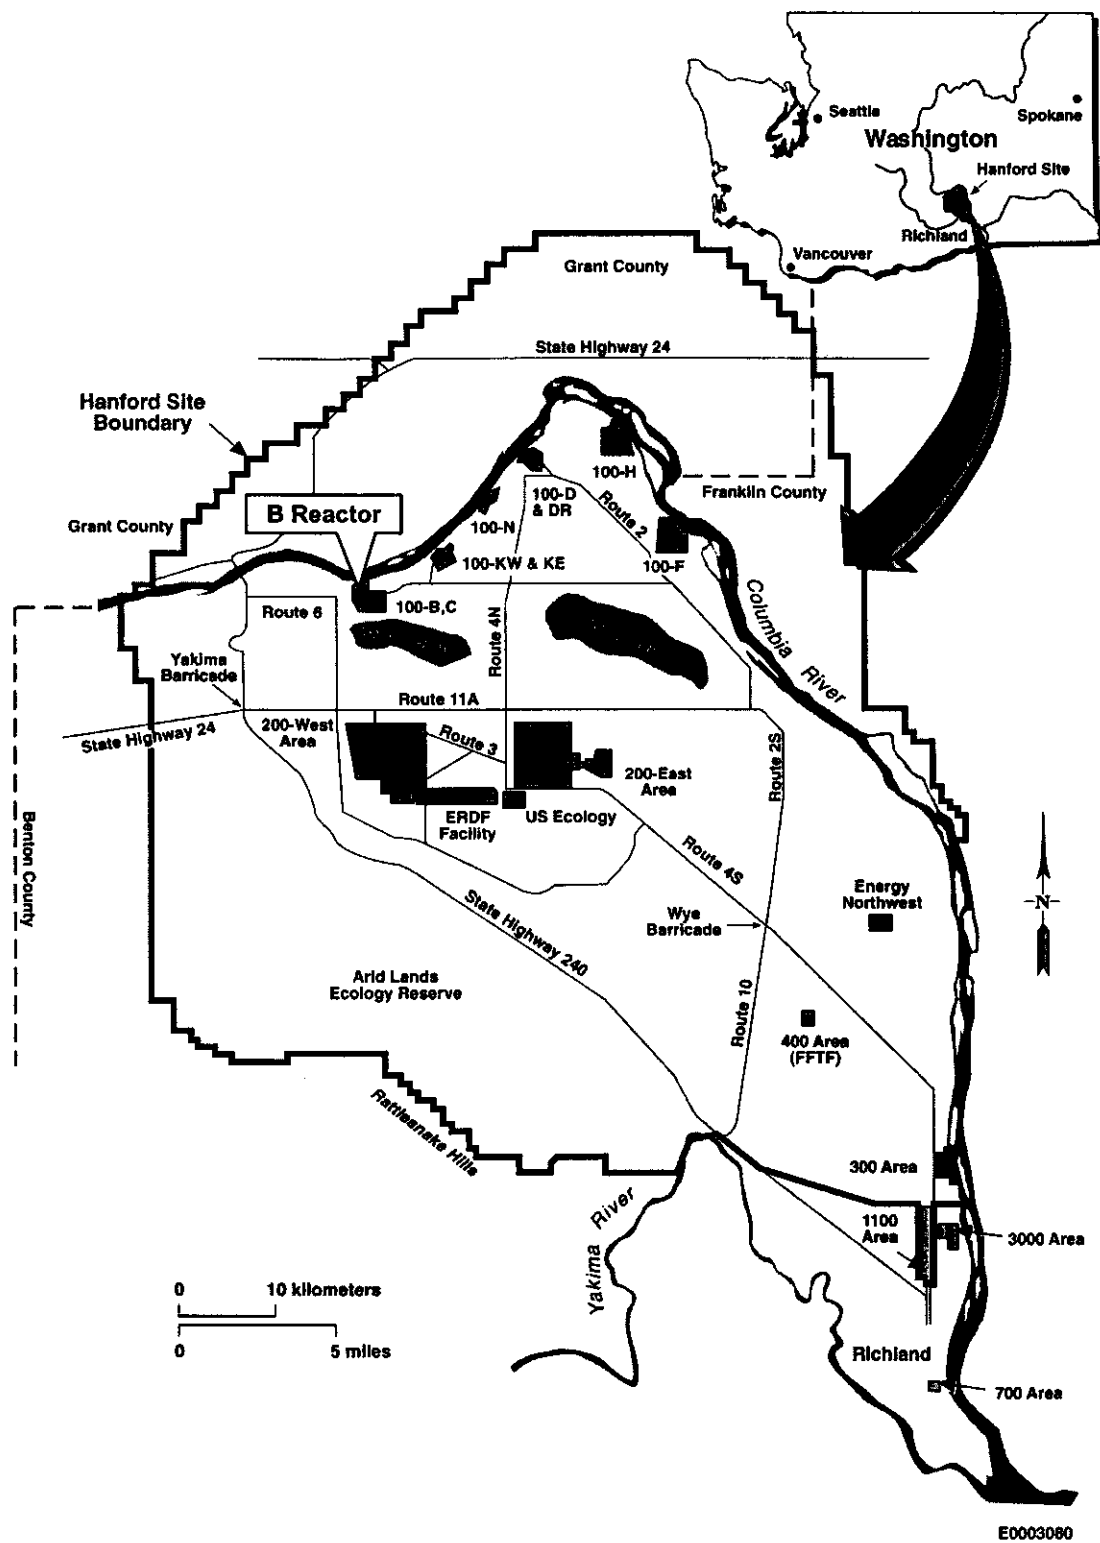 Seattle
Spokane
Washington
Hanford Site
Richland
Vancouver
Grant County
State Highway 24
Hanford Site
Boundary
100-H
Franklin County
100-D
& DR
Route 2
Grant County
B Reactor
100-N
100-KW & KE
100-F
Route 6
100-B,C
Route 4N
Columbia
River
Yakima
Barricade
Route 11A
State Highway 24
200-West
Area
Route 3
200-East
Area
Route 2S
ERDF
Facility
US Ecology
Benton County
Route 4S
Energy
Northwest
-N-
Wye
Barricade
State Highway 240
Arid Lands
Ecology Reserve
Route 10
400 Area
(FFTF)
Rattlesnake Hills
300 Area
Yakima River
1100
Area
3000 Area
0 10 kilometers
0 5 miles
Richland
700 Area
E0003080